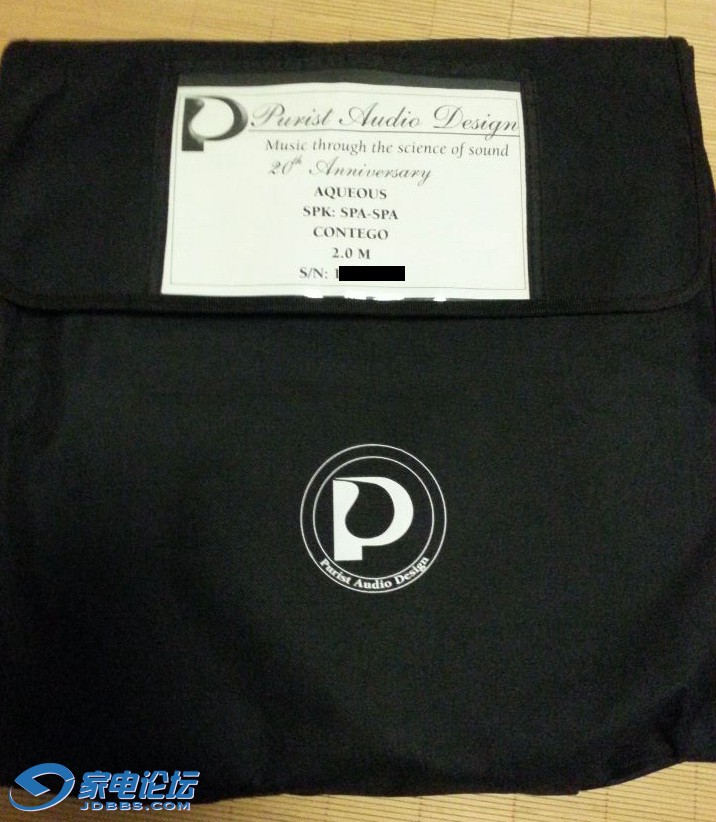 Purist Audio Design
Music through the science of sound
20th Anniversary
AQUEOUS
SPK: SPA-SPA
CONTEGO
2.0 M
S/N: 1
P
Purist Audio Design
家电论坛
JDBBS.COM